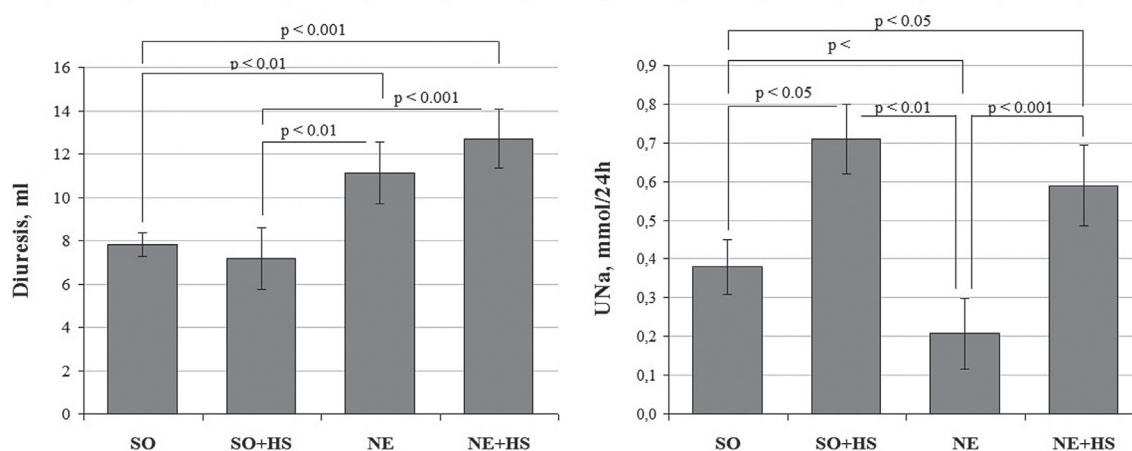 p < 0.001
p < 0.01
p < 0.001
p < 0.01
16
14
12
10
8
6
4
2
0
Diuresis, ml
SO
SO+HS
NE
NE+HS
p < 0.05
p <
p < 0.05
p < 0.01
p < 0.001
0,9
0,8
0,7
0,6
0,5
0,4
0,3
0,2
0,1
0,0
UNa, mmol/24h
SO
SO+HS
NE
NE+HS